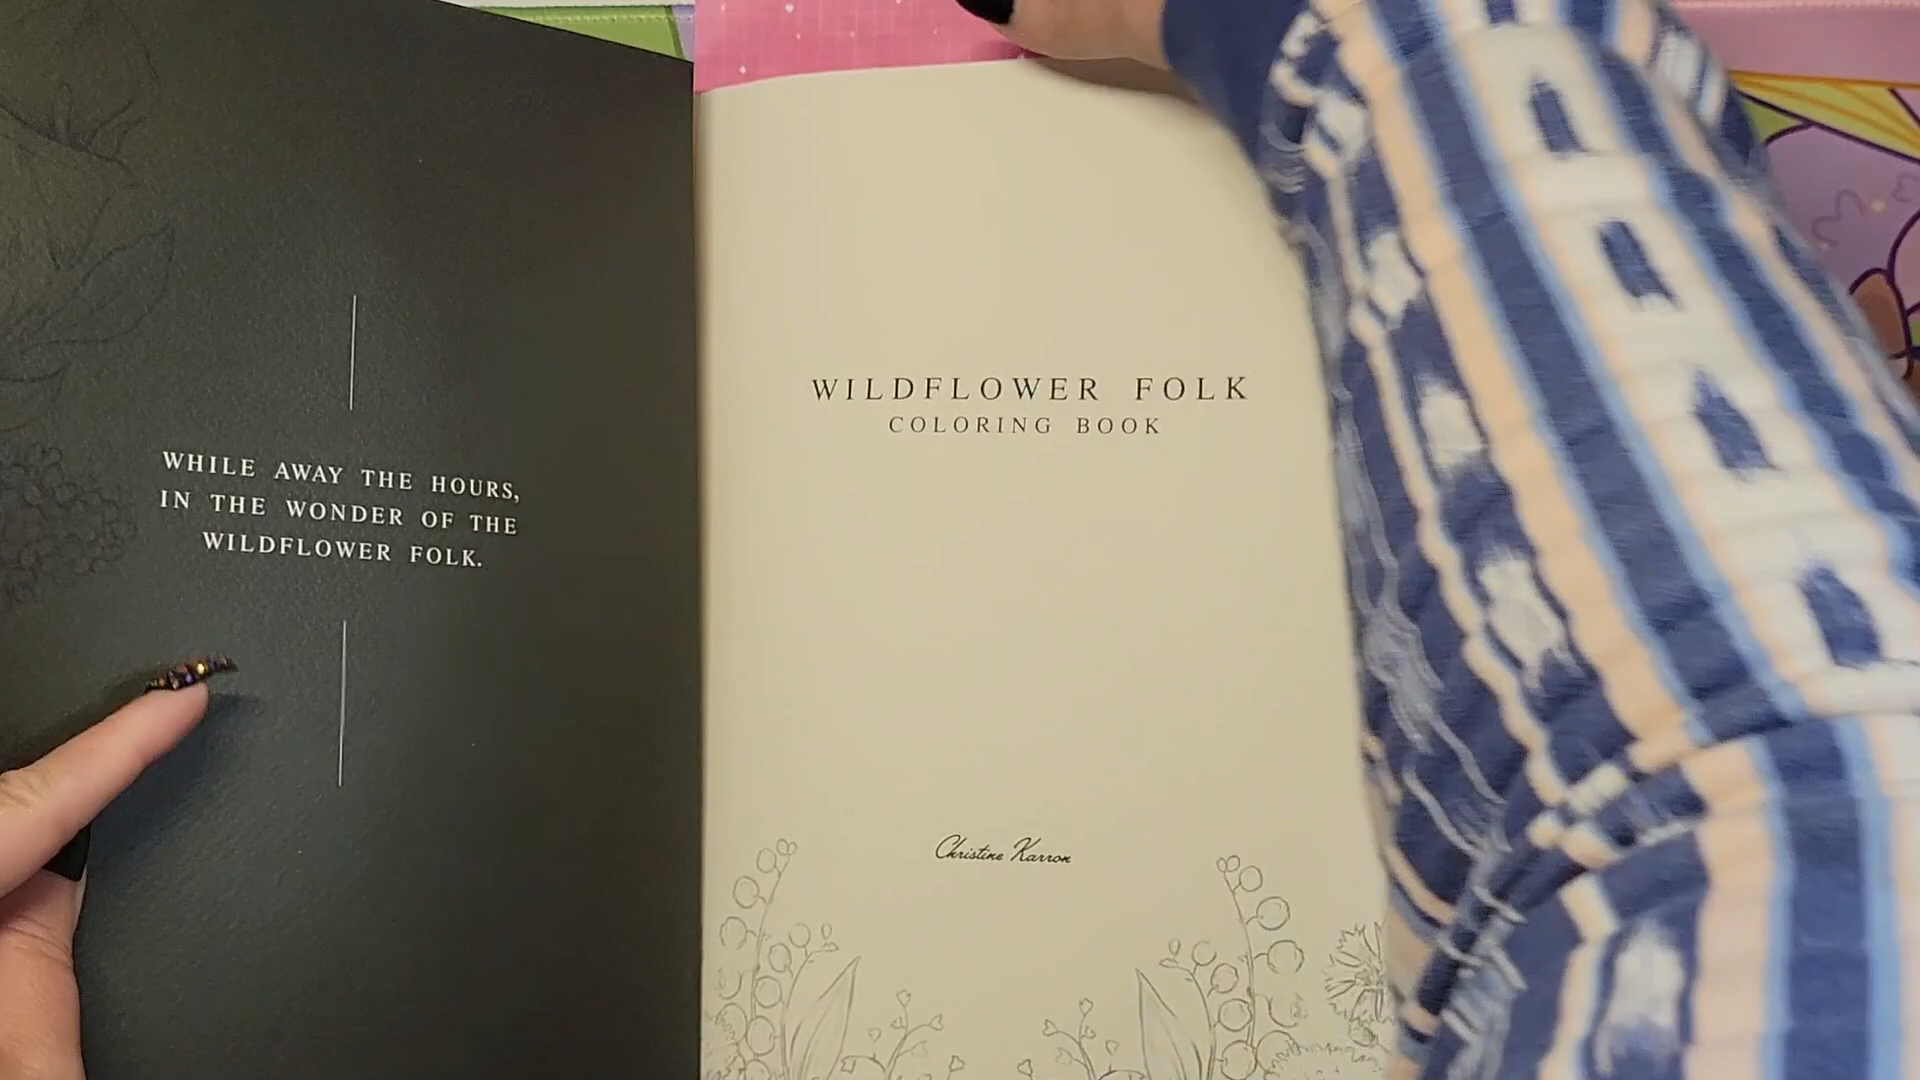 WHILE AWAY THE HOURS,
IN THE WONDER OF THE
WILDFLOWER FOLK.
WILDFLOWER FOLK
COLORING BOOK
Christine Karron